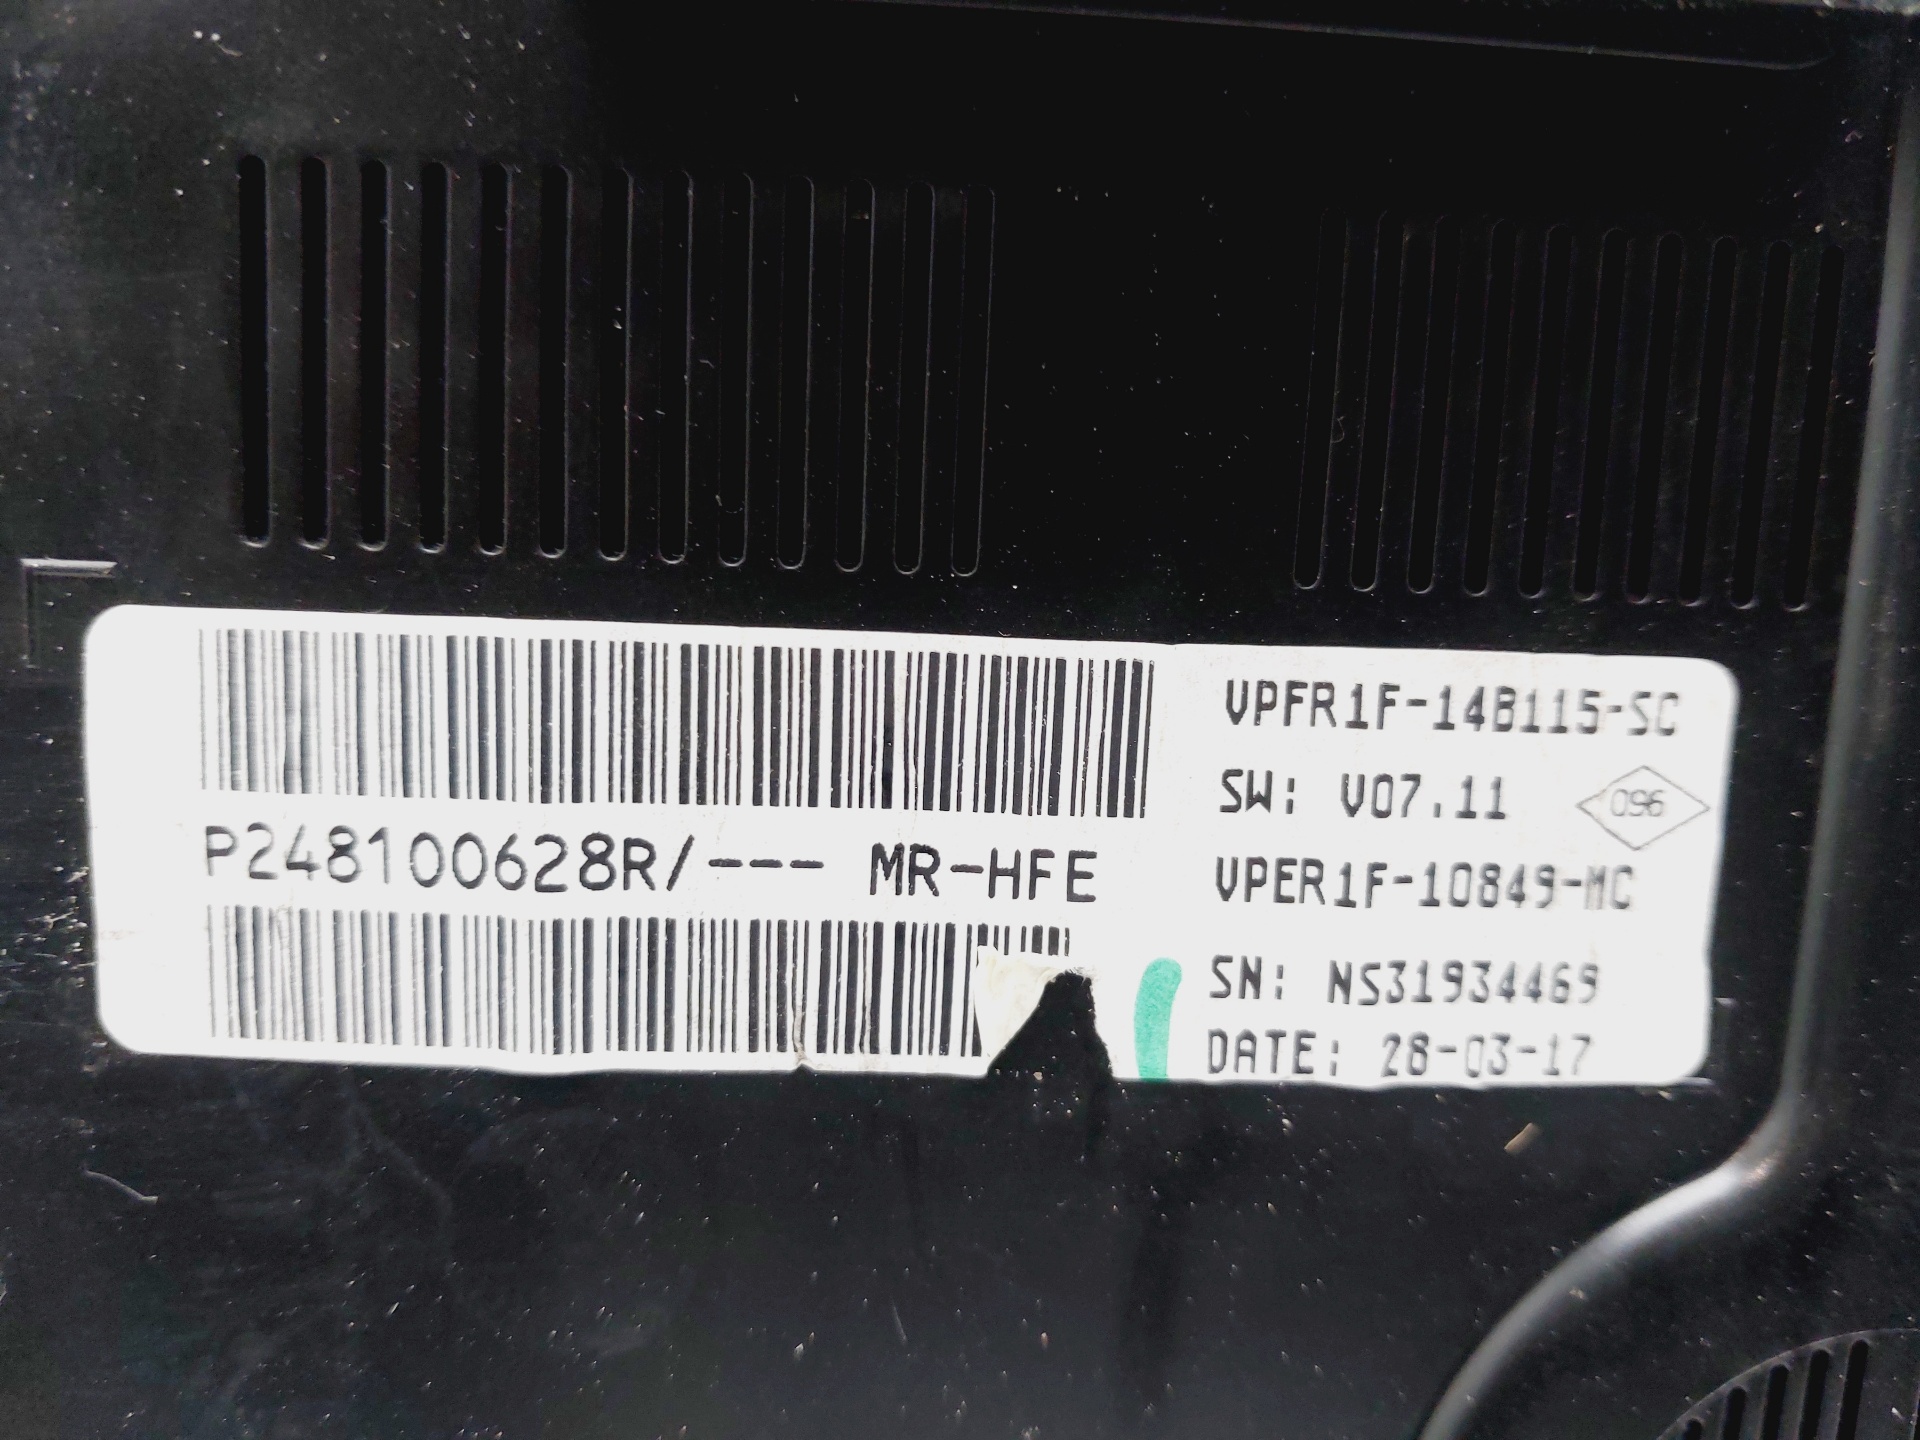 P248100628R/--- MR-HFE
VPFR1F-14B115-SC
SW: V07.11
096
VPER1F-10849-MC
SN: NS31934469
DATE: 28-03-17